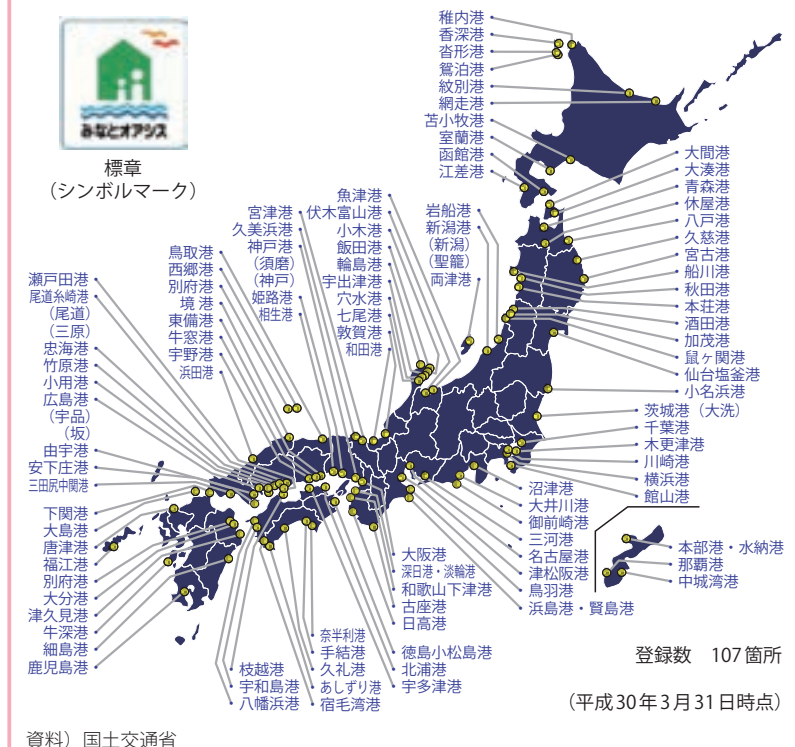 みなとオアシス
標章
（シンボルマーク）
稚内港
香深港
沓形港
鴛泊港
紋別港
網走港
苫小牧港
室蘭港
函館港
江差港
大間港
大湊港
青森港
休屋港
八戸港
久慈港
宮古港
船川港
秋田港
本荘港
酒田港
加茂港
鼠ヶ関港
仙台塩釜港
小名浜港
茨城港（大洗）
千葉港
木更津港
川崎港
横浜港
館山港
岩船港
新潟港
（新潟）
（聖籠）
両津港
魚津港
伏木富山港
小木港
飯田港
輪島港
宇出津港
穴水港
七尾港
敦賀港
和田港
宮津港
久美浜港
神戸港
（須磨）
（神戸）
姫路港
相生港
鳥取港
西郷港
別府港
境 港
東備港
牛窓港
宇野港
浜田港
瀬戸田港
尾道糸崎港
（尾道）
（三原）
忠海港
竹原港
小用港
広島港
（宇品）
（坂）
由宇港
安下庄港
三田尻中関港
下関港
大島港
唐津港
福江港
別府港
大分港
津久見港
牛深港
細島港
鹿児島港
枝越港
宇和島港
八幡浜港
奈半利港
手結港
久礼港
あしずり港
宿毛湾港
徳島小松島港
北浦港
宇多津港
大阪港
深日港・淡輪港
和歌山下津港
古座港
日高港
沼津港
大井川港
御前崎港
三河港
名古屋港
津松阪港
鳥羽港
浜島港・賢島港
本部港・水納港
那覇港
中城湾港
登録数　107箇所
（平成30年3月31日時点）
資料）国土交通省